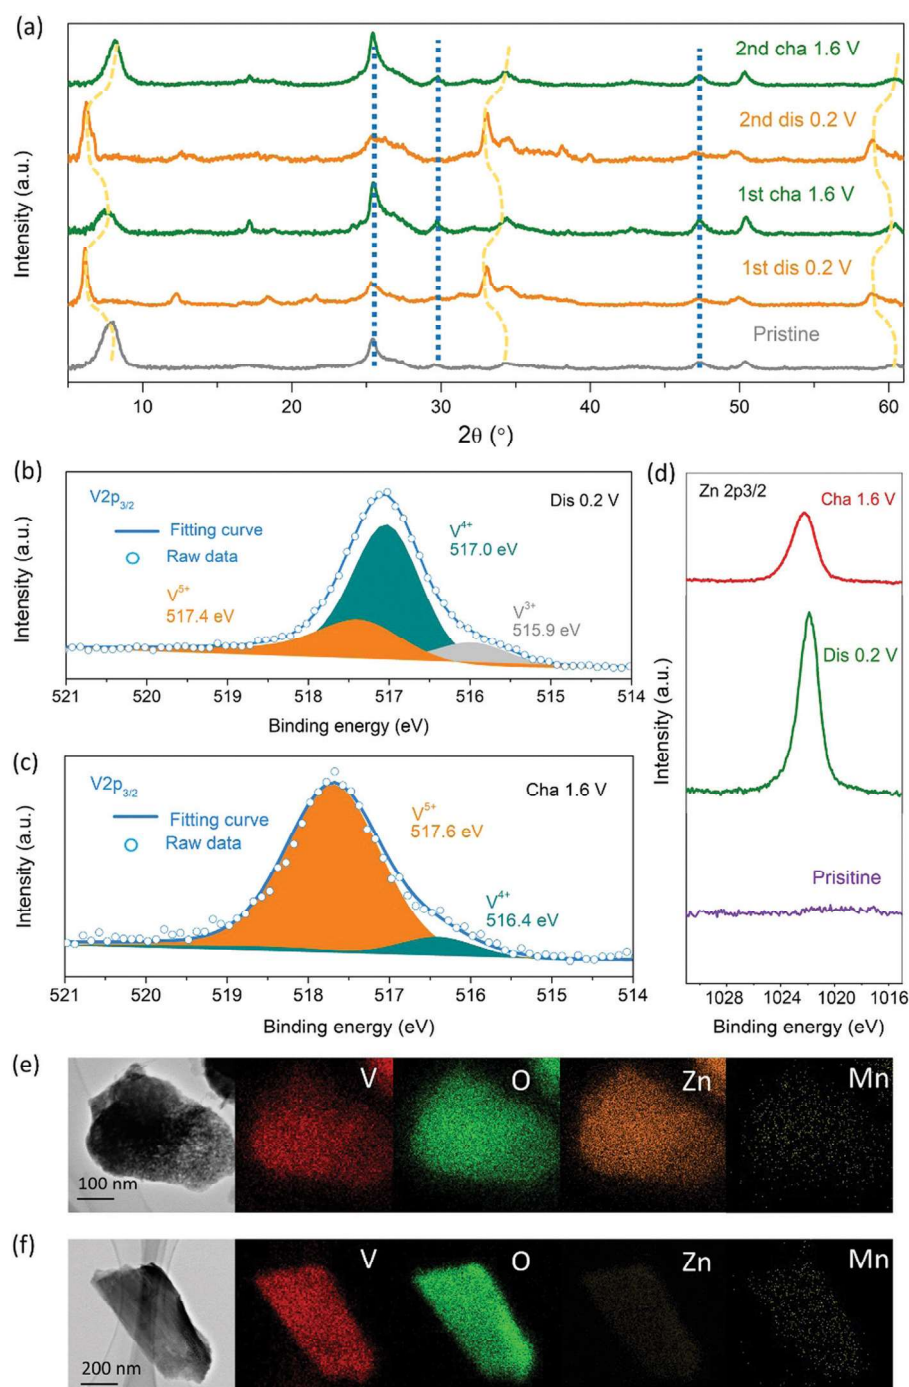 (a)
2nd cha 1.6 V
2nd dis 0.2 V
1st cha 1.6 V
1st dis 0.2 V
Pristine
Intensity (a.u.)
10 20 30 40 50 60
2θ (°)
(b)
V2p3/2
Fitting curve
Raw data
Dis 0.2 V
V4+
517.0 eV
V5+
517.4 eV
V3+
515.9 eV
Intensity (a.u.)
521 520 519 518 517 516 515 514
Binding energy (eV)
(c)
V2p3/2
Fitting curve
Raw data
Cha 1.6 V
V5+
517.6 eV
V4+
516.4 eV
Intensity (a.u.)
521 520 519 518 517 516 515 514
Binding energy (eV)
(d)
Zn 2p3/2
Cha 1.6 V
Dis 0.2 V
Prisitine
Intensity (a.u.)
1028 1024 1020 1016
Binding energy (eV)
(e)
V O Zn Mn
100 nm
(f)
V O Zn Mn
200 nm